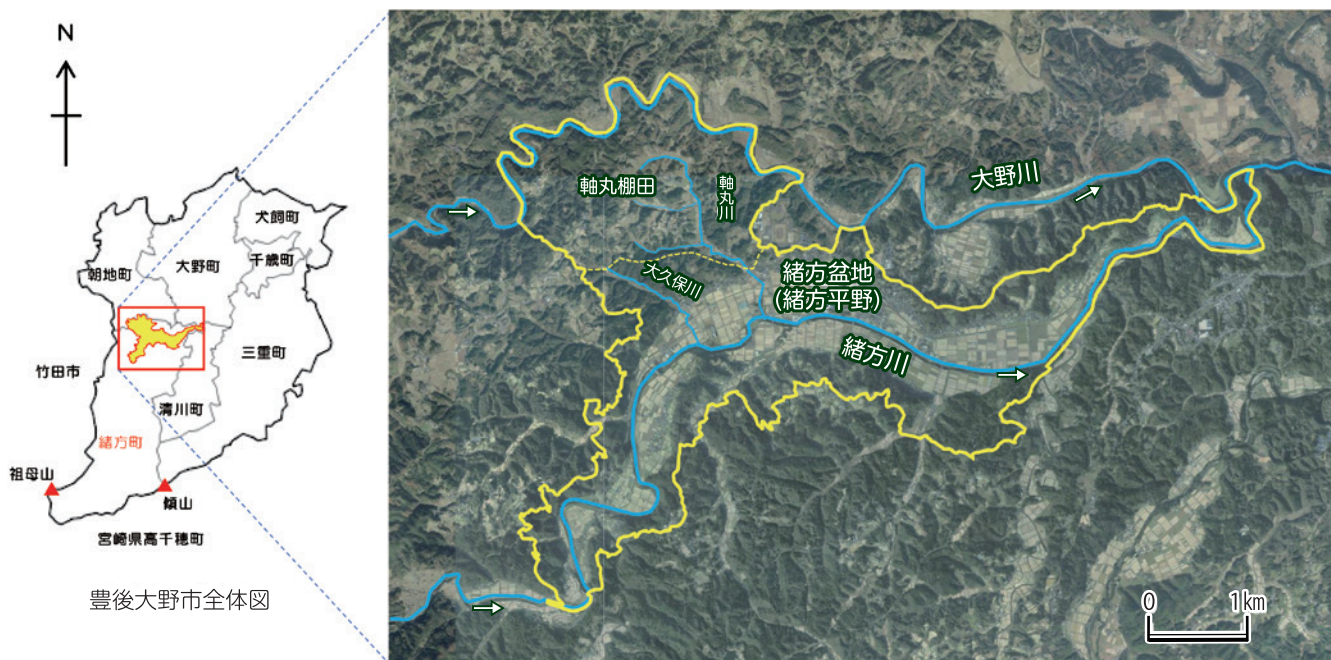 N
犬飼町
千歳町
大野町
朝地町
三重町
竹田市
清川町
緒方町
祖母山
傾山
宮崎県高千穂町
豊後大野市全体図
大野川
軸丸棚田
軸丸川
大久保川
緒方盆地
(緒方平野)
緒方川
0 1km